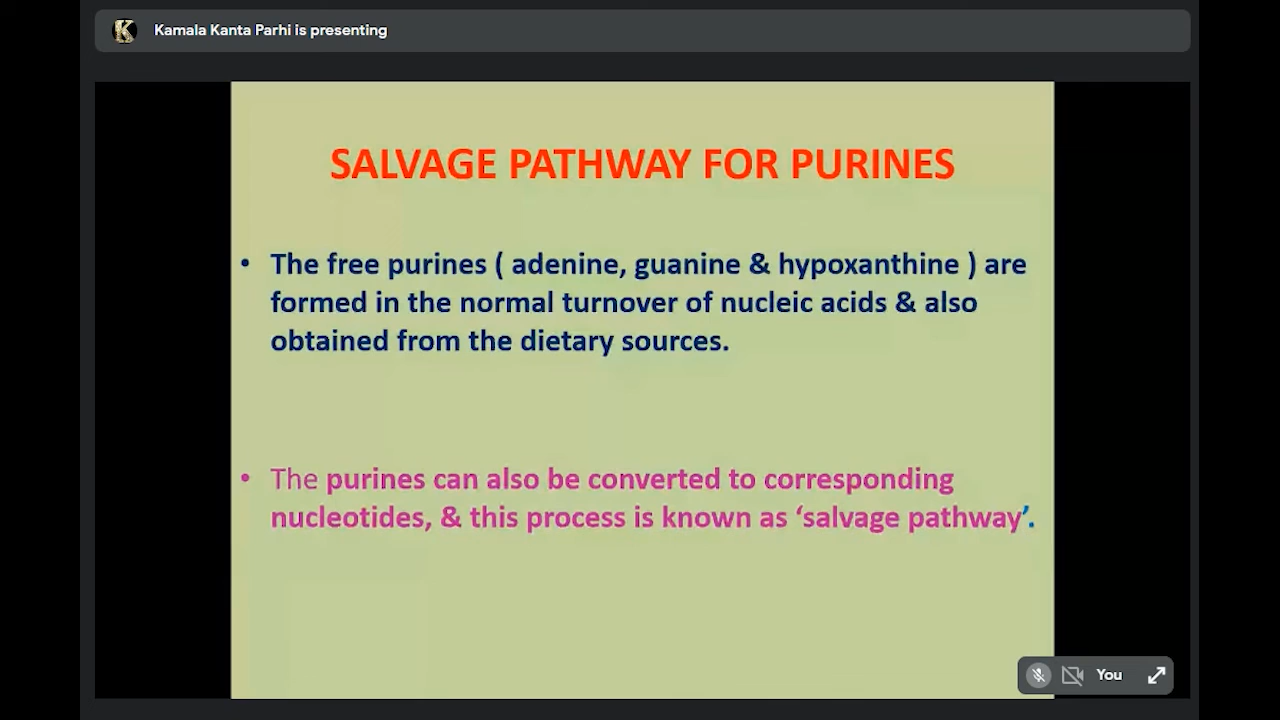 Kamala Kanta Parhi is presenting
SALVAGE PATHWAY FOR PURINES
• The free purines ( adenine, guanine & hypoxanthine ) are
formed in the normal turnover of nucleic acids & also
obtained from the dietary sources.
• The purines can also be converted to corresponding
nucleotides, & this process is known as ‘salvage pathway’.
You